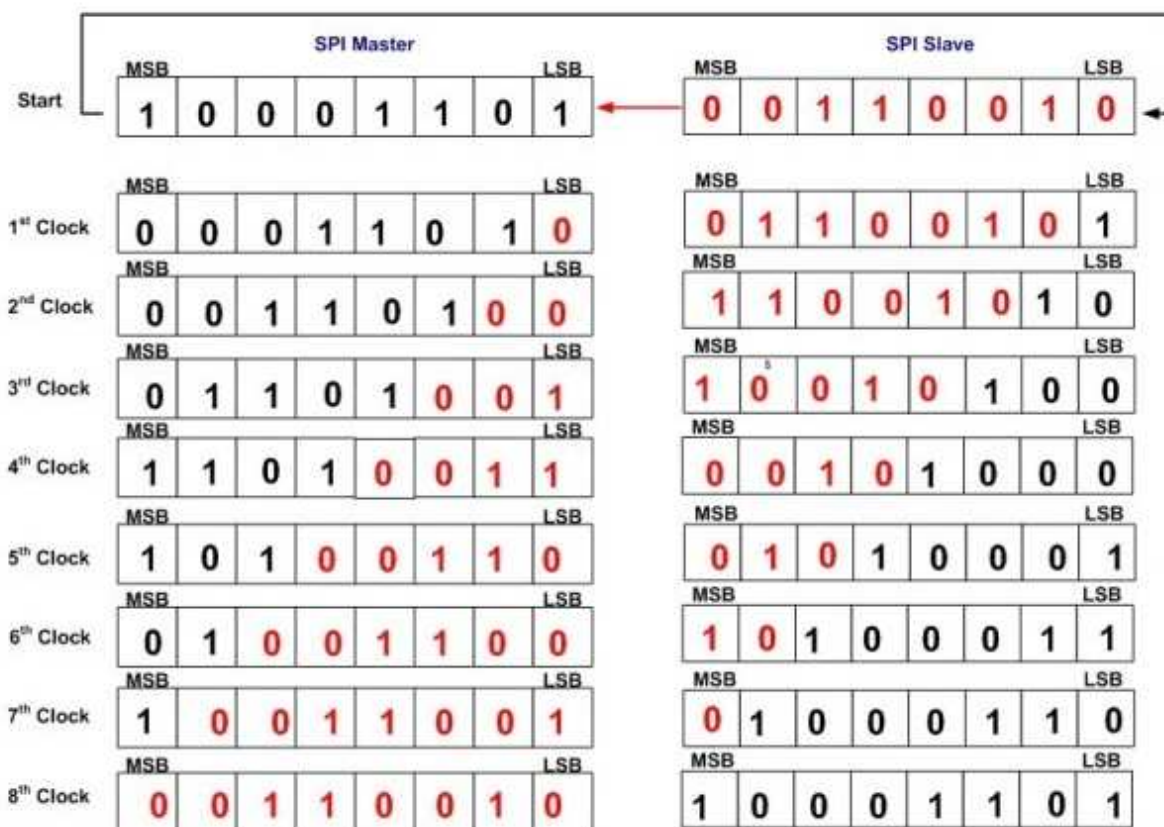 SPI Master SPI Slave
MSB LSB MSB LSB
Start 1 0 0 0 1 1 0 1 0 0 1 1 0 0 1 0
MSB LSB MSB LSB
1st Clock 0 0 0 1 1 0 1 0 0 1 1 0 0 1 0 1
MSB LSB MSB LSB
2nd Clock 0 0 1 1 0 1 0 0 1 1 0 0 1 0 1 0
MSB LSB MSB LSB
3rd Clock 0 1 1 0 1 0 0 1 1 0 0 1 0 1 0 0
MSB LSB MSB LSB
4th Clock 1 1 0 1 0 0 1 1 0 0 1 0 1 0 0 0
MSB LSB MSB LSB
5th Clock 1 0 1 0 0 1 1 0 0 1 0 1 0 0 0 1
MSB LSB MSB LSB
6th Clock 0 1 0 0 1 1 0 0 1 0 1 0 0 0 1 1
MSB LSB MSB LSB
7th Clock 1 0 0 1 1 0 0 1 0 1 0 0 0 1 1 0
MSB LSB MSB LSB
8th Clock 0 0 1 1 0 0 1 0 1 0 0 0 1 1 0 1